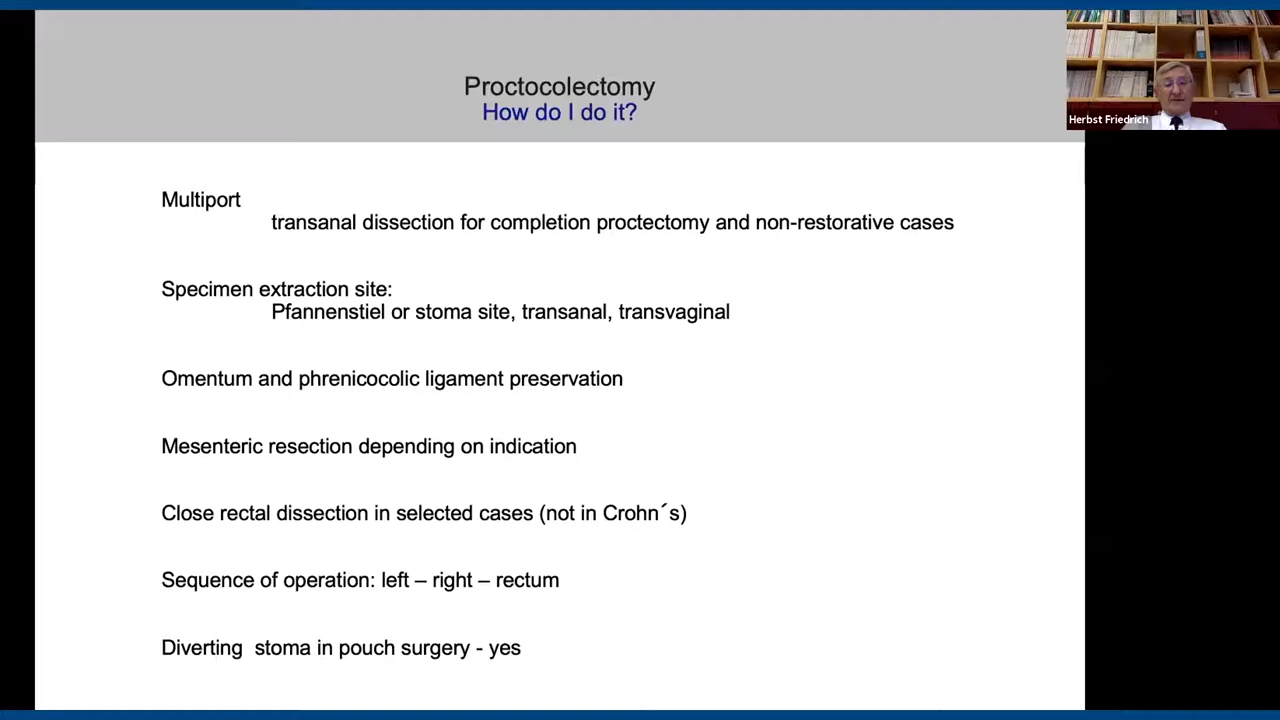 Proctocolectomy
How do I do it?
Herbst Friedrich
Multiport
transanal dissection for completion proctectomy and non-restorative cases
Specimen extraction site:
Pfannenstiel or stoma site, transanal, transvaginal
Omentum and phrenicocolic ligament preservation
Mesenteric resection depending on indication
Close rectal dissection in selected cases (not in Crohn´s)
Sequence of operation: left – right – rectum
Diverting  stoma in pouch surgery - yes